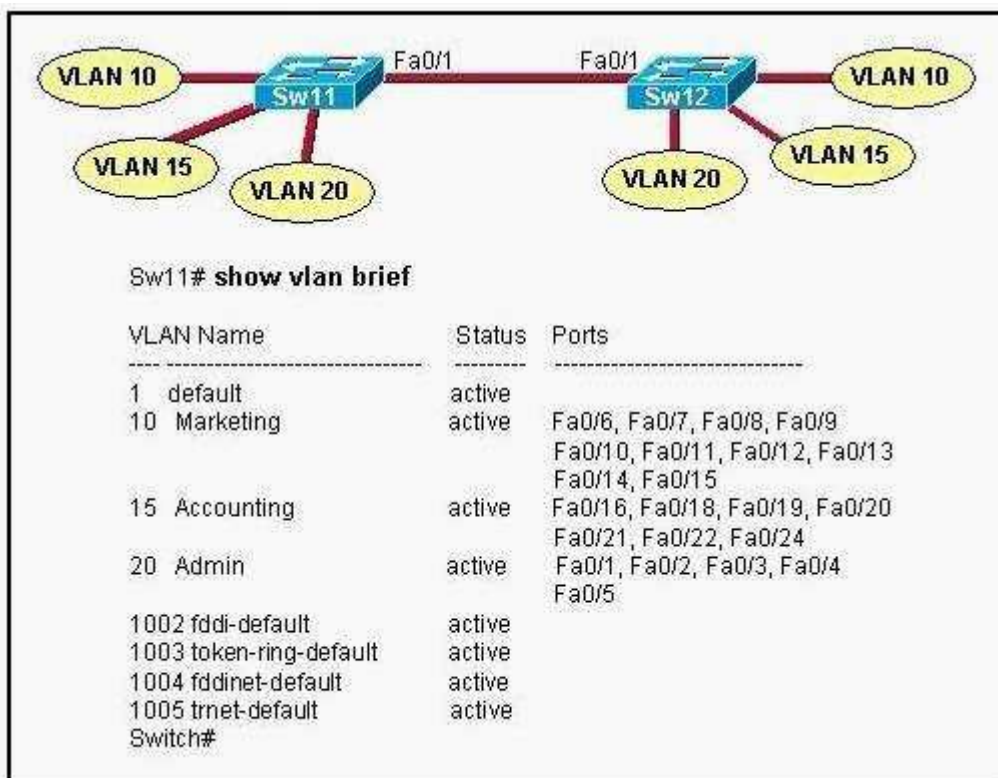 Fa0/1 Fa0/1
VLAN 10 Sw11 Sw12 VLAN 10
VLAN 15 VLAN 20 VLAN 20 VLAN 15
Sw11# show vlan brief
VLAN Name Status Ports
---- -------------------------------- --------- -------------------------------
1 default active
10 Marketing active Fa0/6, Fa0/7, Fa0/8, Fa0/9
Fa0/10, Fa0/11, Fa0/12, Fa0/13
Fa0/14, Fa0/15
15 Accounting active Fa0/16, Fa0/18, Fa0/19, Fa0/20
Fa0/21, Fa0/22, Fa0/24
20 Admin active Fa0/1, Fa0/2, Fa0/3, Fa0/4
Fa0/5
1002 fddi-default active
1003 token-ring-default active
1004 fddinet-default active
1005 trnet-default active
Switch#